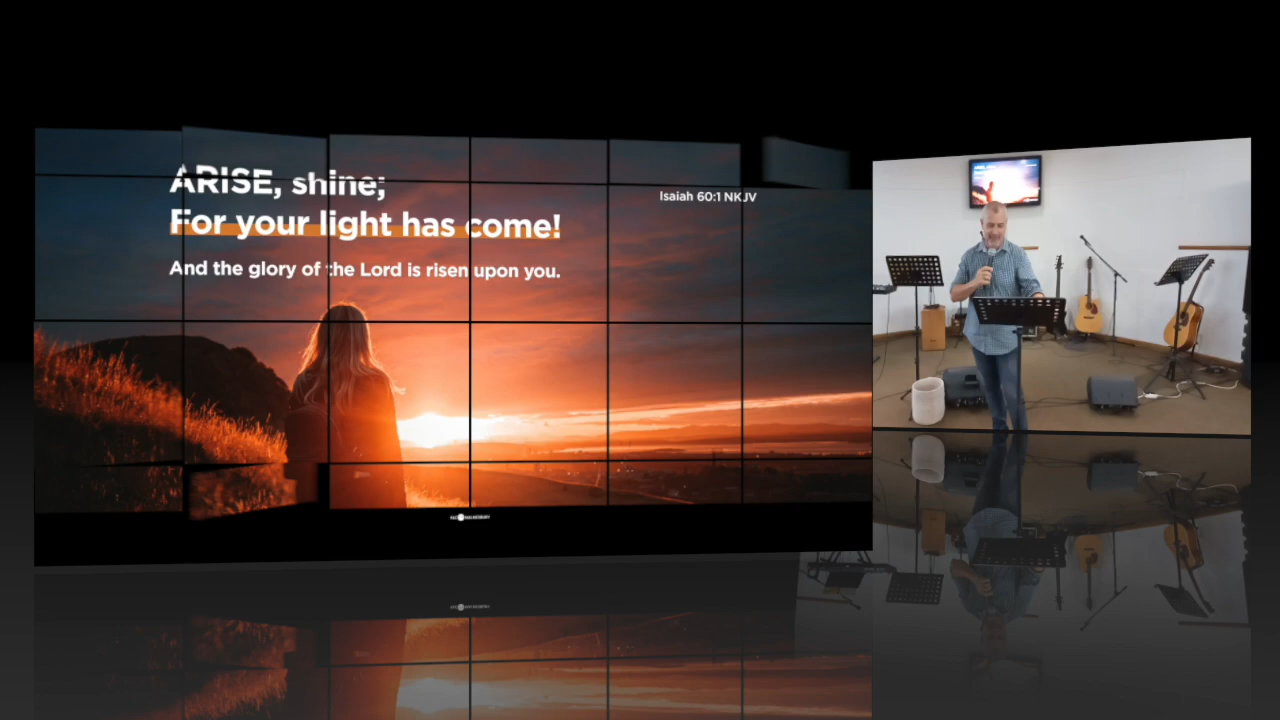 ARISE, shine;
For your light has come!
And the glory of the Lord is risen upon you.
Isaiah 60:1 NKJV